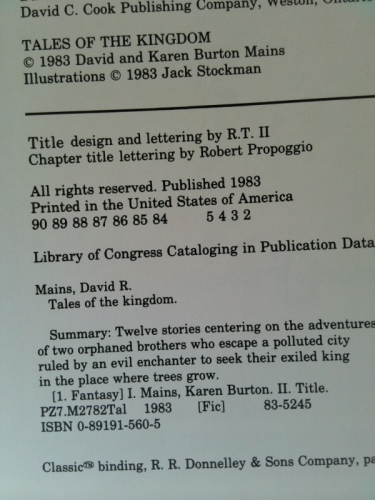 David C. Cook Publishing Company, Weston, Ontario
TALES OF THE KINGDOM
© 1983 David and Karen Burton Mains
Illustrations © 1983 Jack Stockman
Title design and lettering by R.T. II
Chapter title lettering by Robert Propoggio
All rights reserved. Published 1983
Printed in the United States of America
90 89 88 87 86 85 84 5 4 3 2
Library of Congress Cataloging in Publication Data
Mains, David R.
Tales of the kingdom.
Summary: Twelve stories centering on the adventures
of two orphaned brothers who escape a polluted city
ruled by an evil enchanter to seek their exiled king
in the place where trees grow.
[1. Fantasy] I. Mains, Karen Burton. II. Title.
PZ7.M2782Tal 1983 [Fic] 83-5245
ISBN 0-89191-560-5
Classic™ binding, R. R. Donnelley & Sons Company, pa